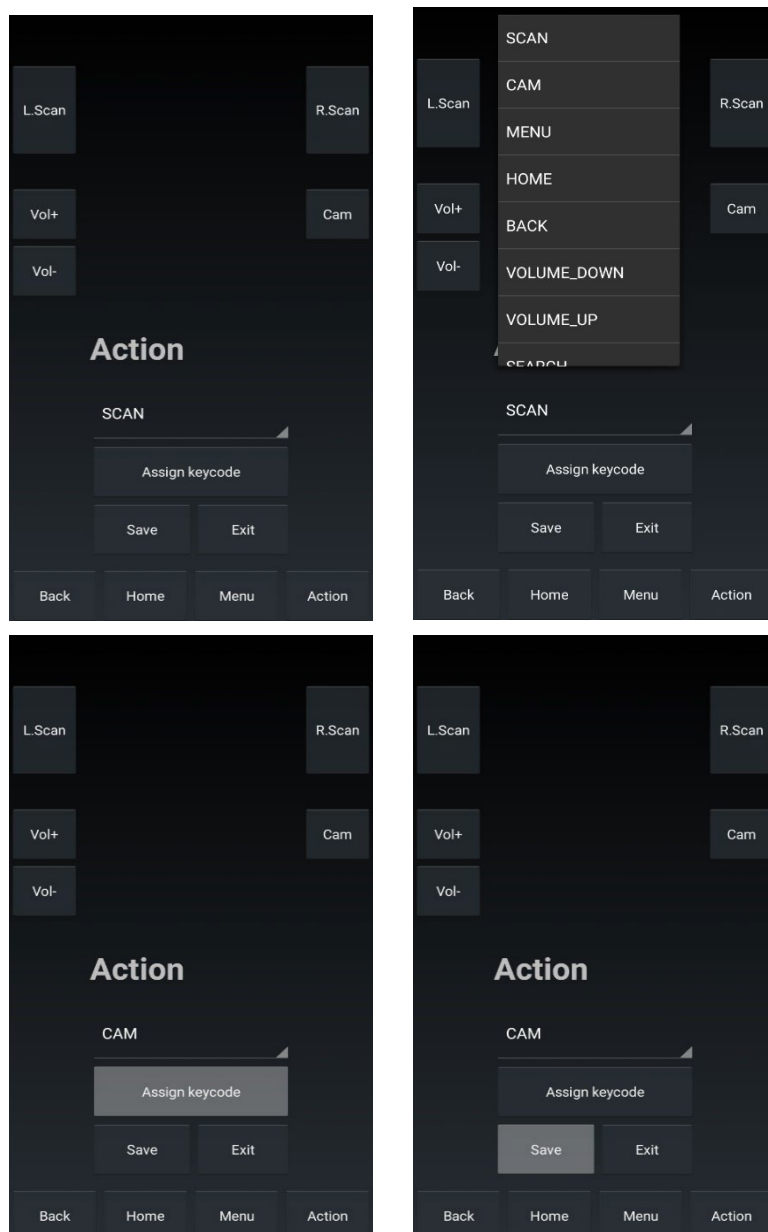 L.Scan R.Scan
Vol+ Cam
Vol-
Action
SCAN
Assign keycode
Save Exit
Back Home Menu Action
SCAN
CAM
MENU
HOME
BACK
VOLUME_DOWN
VOLUME_UP
SEARCH
L.Scan R.Scan
Vol+ Cam
Vol-
SCAN
Assign keycode
Save Exit
Back Home Menu Action
L.Scan R.Scan
Vol+ Cam
Vol-
Action
CAM
Assign keycode
Save Exit
Back Home Menu Action
L.Scan R.Scan
Vol+ Cam
Vol-
Action
CAM
Assign keycode
Save Exit
Back Home Menu Action